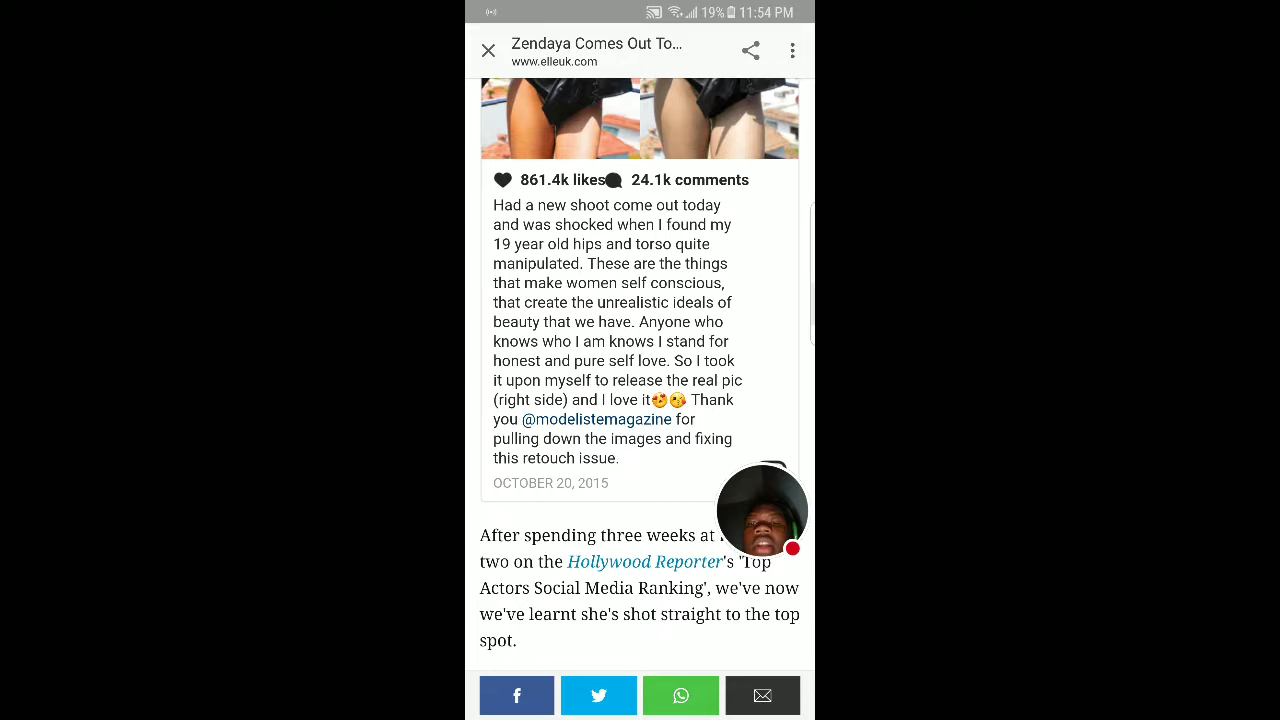 19% 11:54 PM
Zendaya Comes Out To...
www.elleuk.com
861.4k likes 24.1k comments
Had a new shoot come out today
and was shocked when I found my
19 year old hips and torso quite
manipulated. These are the things
that make women self conscious,
that create the unrealistic ideals of
beauty that we have. Anyone who
knows who I am knows I stand for
honest and pure self love. So I took
it upon myself to release the real pic
(right side) and I love it😍😘 Thank
you @modelistemagazine for
pulling down the images and fixing
this retouch issue.
OCTOBER 20, 2015
After spending three weeks at
two on the Hollywood Reporter's 'Top
Actors Social Media Ranking', we've now
we've learnt she's shot straight to the top
spot.